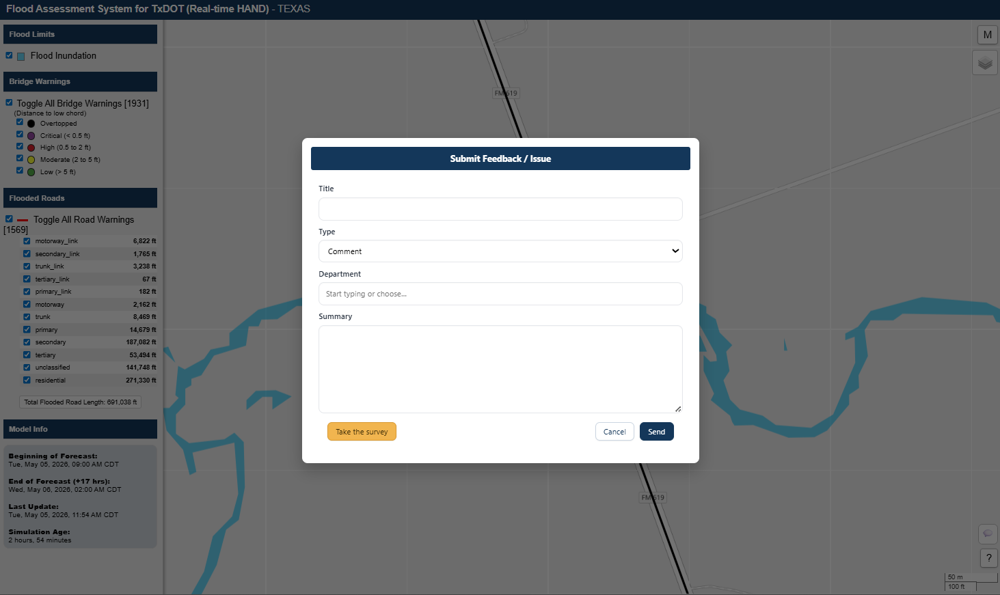 Flood Assessment System for TxDOT (Real-time HAND) - TEXAS
Flood Limits
Flood Inundation
Bridge Warnings
Toggle All Bridge Warnings [1931]
(Distance to low chord)
Overtopped
Critical (< 0.5 ft)
High (0.5 to 2 ft)
Moderate (2 to 5 ft)
Low (> 5 ft)
Flooded Roads
Toggle All Road Warnings
[1569]
motorway_link 6,822 ft
secondary_link 1,765 ft
trunk_link 3,238 ft
tertiary_link 67 ft
primary_link 182 ft
motorway 2,162 ft
trunk 8,469 ft
primary 14,679 ft
secondary 187,082 ft
tertiary 53,494 ft
unclassified 141,748 ft
residential 271,330 ft
Total Flooded Road Length: 691,038 ft
Model Info
Beginning of Forecast:
Tue, May 05, 2026, 09:00 AM CDT
End of Forecast (+17 hrs):
Wed, May 06, 2026, 02:00 AM CDT
Last Update:
Tue, May 05, 2026, 11:54 AM CDT
Simulation Age:
2 hours, 54 minutes
FM 619
Submit Feedback / Issue
Title
Type
Comment
Department
Start typing or choose...
Summary
Take the survey
Cancel
Send
FM 619
M
?
50 m
100 ft